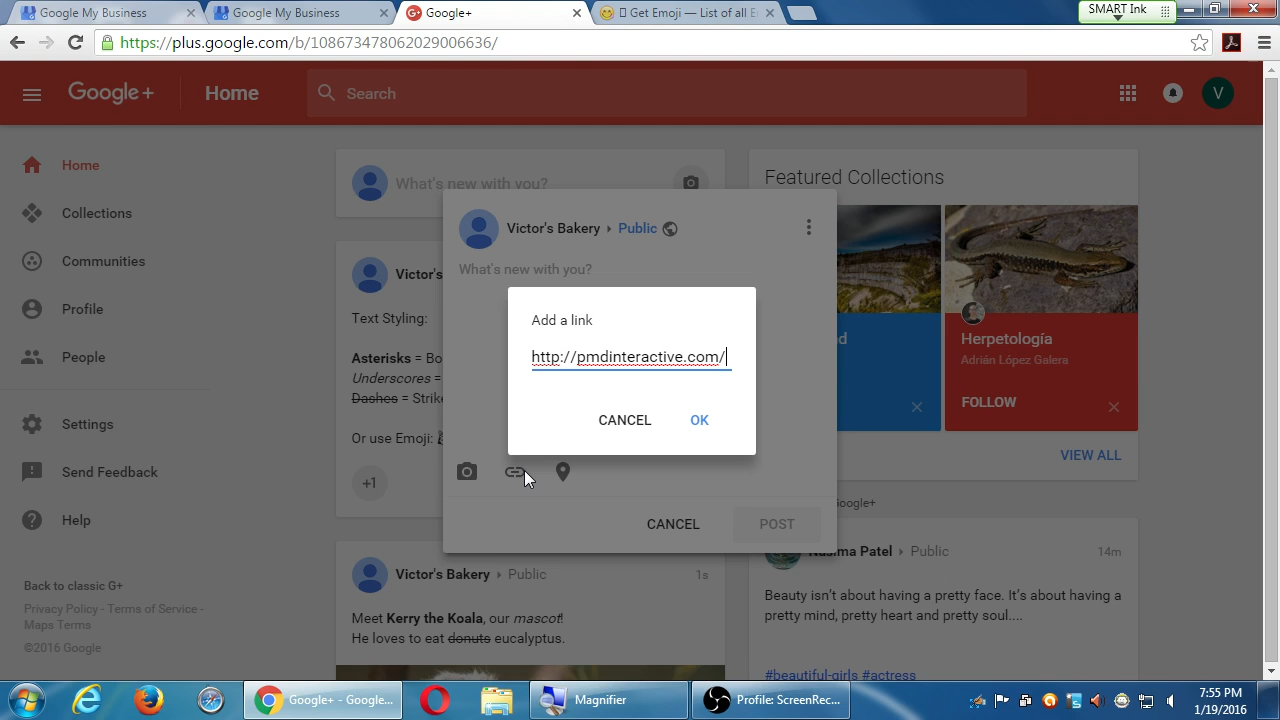 Google My Business
Google My Business
Google+
Get Emoji — List of all E
SMART Ink
https://plus.google.com/b/108673478062029006636/
Google+
Home
Search
V
Home
Collections
Communities
Profile
People
Settings
Send Feedback
Help
Back to classic G+
Privacy Policy - Terms of Service -
Maps Terms
©2016 Google
What's new with you?
Victor's
Text Styling:
Asterisks = Bo
Underscores =
Dashes = Strike
Or use Emoji:
+1
Victor's Bakery Public
1s
Meet Kerry the Koala, our mascot!
He loves to eat donuts eucalyptus.
Victor's Bakery Public
What's new with you?
Add a link
http://pmdinteractive.com/
CANCEL
OK
CANCEL
POST
Featured Collections
d
Herpetología
Adrián López Galera
FOLLOW
VIEW ALL
oogle+
Nasima Patel Public
14m
Beauty isn't about having a pretty face. It's about having a
pretty mind, pretty heart and pretty soul....
#beautiful-girls #actress
Google+ - Google...
Magnifier
Profile: ScreenRec...
7:55 PM
1/19/2016